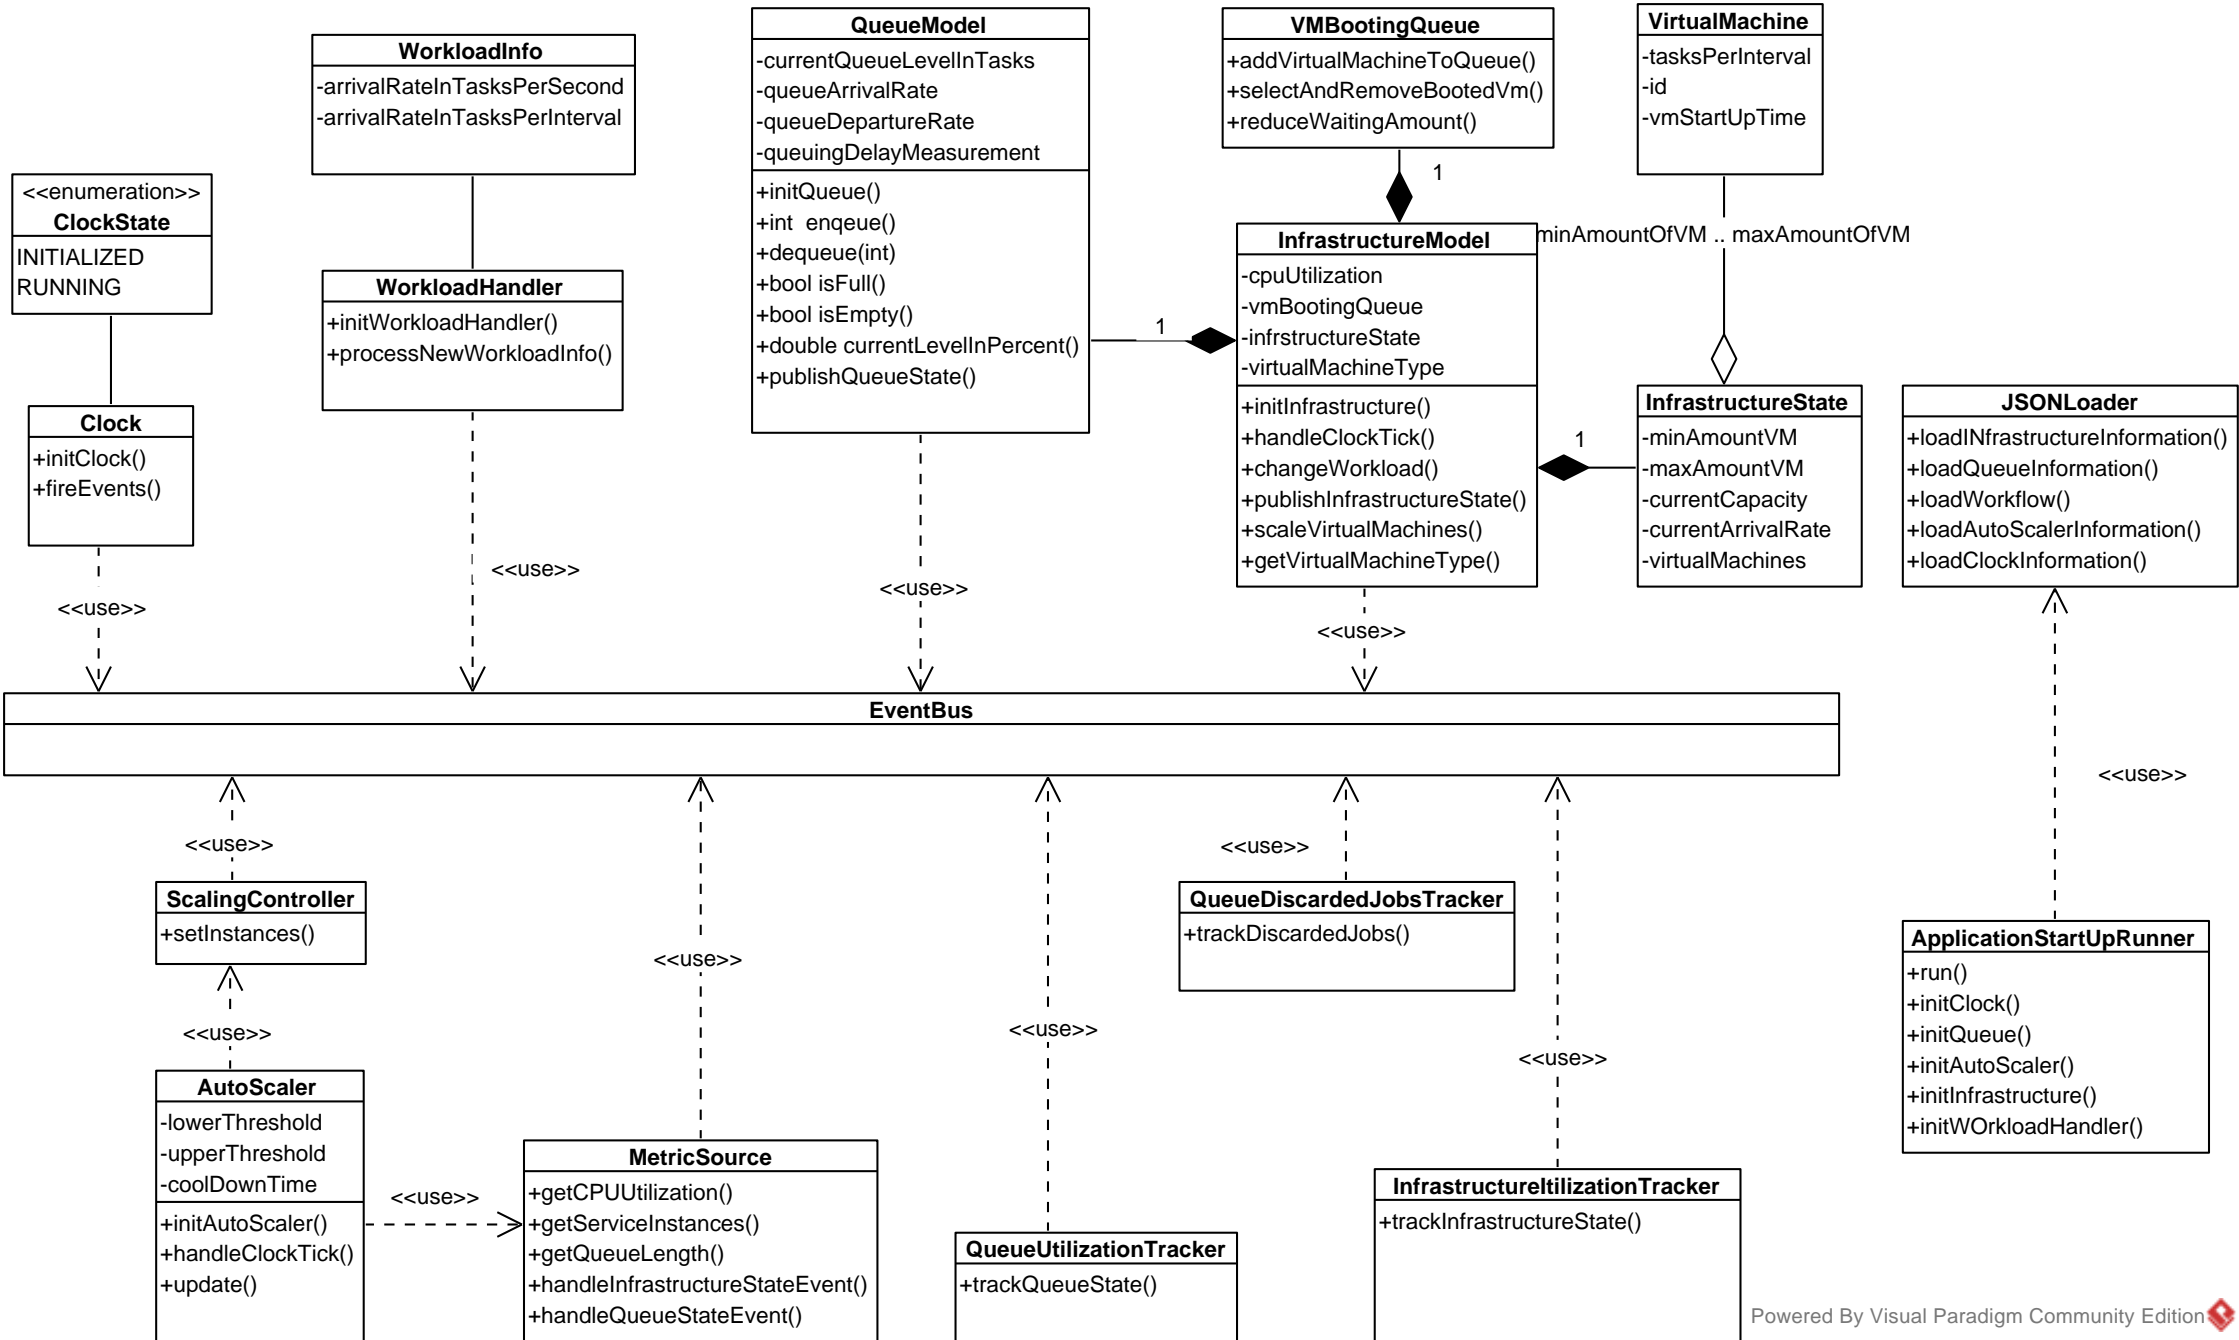 WorkloadInfo
-arrivalRateInTasksPerSecond
-arrivalRateInTasksPerInterval
QueueModel
-currentQueueLevelInTasks
-queueArrivalRate
-queueDepartureRate
-queuingDelayMeasurement
+initQueue()
+int  enqeue()
+dequeue(int)
+bool isFull()
+bool isEmpty()
+double currentLevelInPercent()
+publishQueueState()
VMBootingQueue
+addVirtualMachineToQueue()
+selectAndRemoveBootedVm()
+reduceWaitingAmount()
VirtualMachine
-tasksPerInterval
-id
-vmStartUpTime
<<enumeration>>
ClockState
INITIALIZED
RUNNING
1
minAmountOfVM .. maxAmountOfVM
WorkloadHandler
+initWorkloadHandler()
+processNewWorkloadInfo()
1
InfrastructureModel
-cpuUtilization
-vmBootingQueue
-infrstructureState
-virtualMachineType
+initInfrastructure()
+handleClockTick()
+changeWorkload()
+publishInfrastructureState()
+scaleVirtualMachines()
+getVirtualMachineType()
1
InfrastructureState
-minAmountVM
-maxAmountVM
-currentCapacity
-currentArrivalRate
-virtualMachines
JSONLoader
+loadINfrastructureInformation()
+loadQueueInformation()
+loadWorkflow()
+loadAutoScalerInformation()
+loadClockInformation()
Clock
+initClock()
+fireEvents()
<<use>>
<<use>>
<<use>>
<<use>>
EventBus
<<use>>
<<use>>
<<use>>
<<use>>
<<use>>
<<use>>
ScalingController
+setInstances()
QueueDiscardedJobsTracker
+trackDiscardedJobs()
ApplicationStartUpRunner
+run()
+initClock()
+initQueue()
+initAutoScaler()
+initInfrastructure()
+initWOrkloadHandler()
<<use>>
AutoScaler
-lowerThreshold
-upperThreshold
-coolDownTime
+initAutoScaler()
+handleClockTick()
+update()
<<use>>
MetricSource
+getCPUUtilization()
+getServiceInstances()
+getQueueLength()
+handleInfrastructureStateEvent()
+handleQueueStateEvent()
QueueUtilizationTracker
+trackQueueState()
InfrastructureItilizationTracker
+trackInfrastructureState()
Powered By Visual Paradigm Community Edition